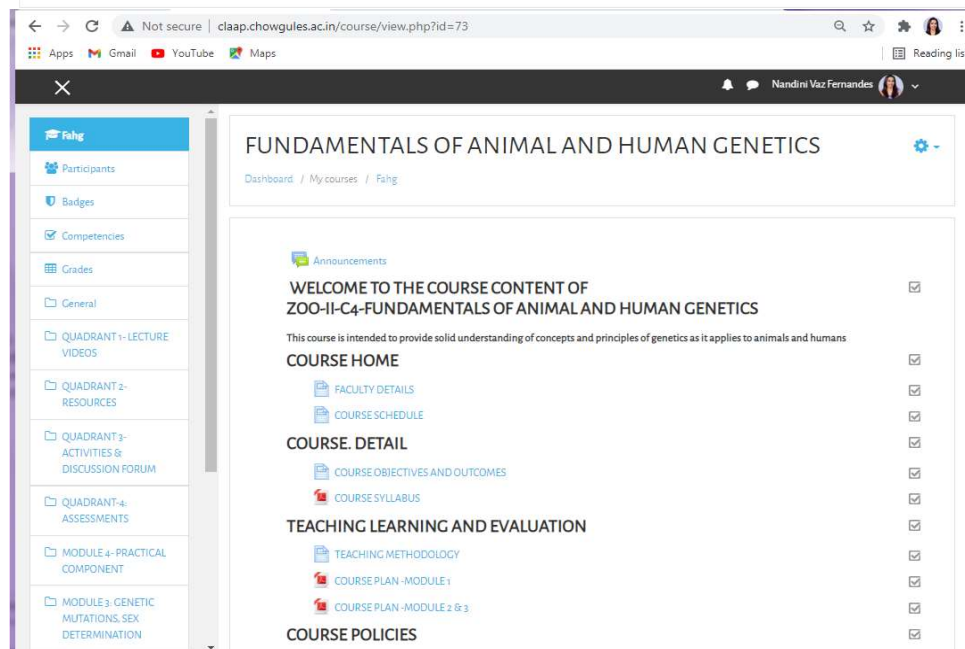 Not secure | claap.chowgules.ac.in/course/view.php?id=73
Apps Gmail YouTube Maps Reading lis
Nandini Vaz Fernandes
Fahg
Participants
Badges
Competencies
Grades
General
QUADRANT 1- LECTURE
VIDEOS
QUADRANT 2-
RESOURCES
QUADRANT 3-
ACTIVITIES &
DISCUSSION FORUM
QUADRANT-4:
ASSESSMENTS
MODULE 4- PRACTICAL
COMPONENT
MODULE 3: GENETIC
MUTATIONS, SEX
DETERMINATION
FUNDAMENTALS OF ANIMAL AND HUMAN GENETICS
Dashboard / My courses / Fahg
Announcements
WELCOME TO THE COURSE CONTENT OF
ZOO-II-C4-FUNDAMENTALS OF ANIMAL AND HUMAN GENETICS
This course is intended to provide solid understanding of concepts and principles of genetics as it applies to animals and humans
COURSE HOME
FACULTY DETAILS
COURSE SCHEDULE
COURSE. DETAIL
COURSE OBJECTIVES AND OUTCOMES
COURSE SYLLABUS
TEACHING LEARNING AND EVALUATION
TEACHING METHODOLOGY
COURSE PLAN -MODULE 1
COURSE PLAN -MODULE 2 & 3
COURSE POLICIES